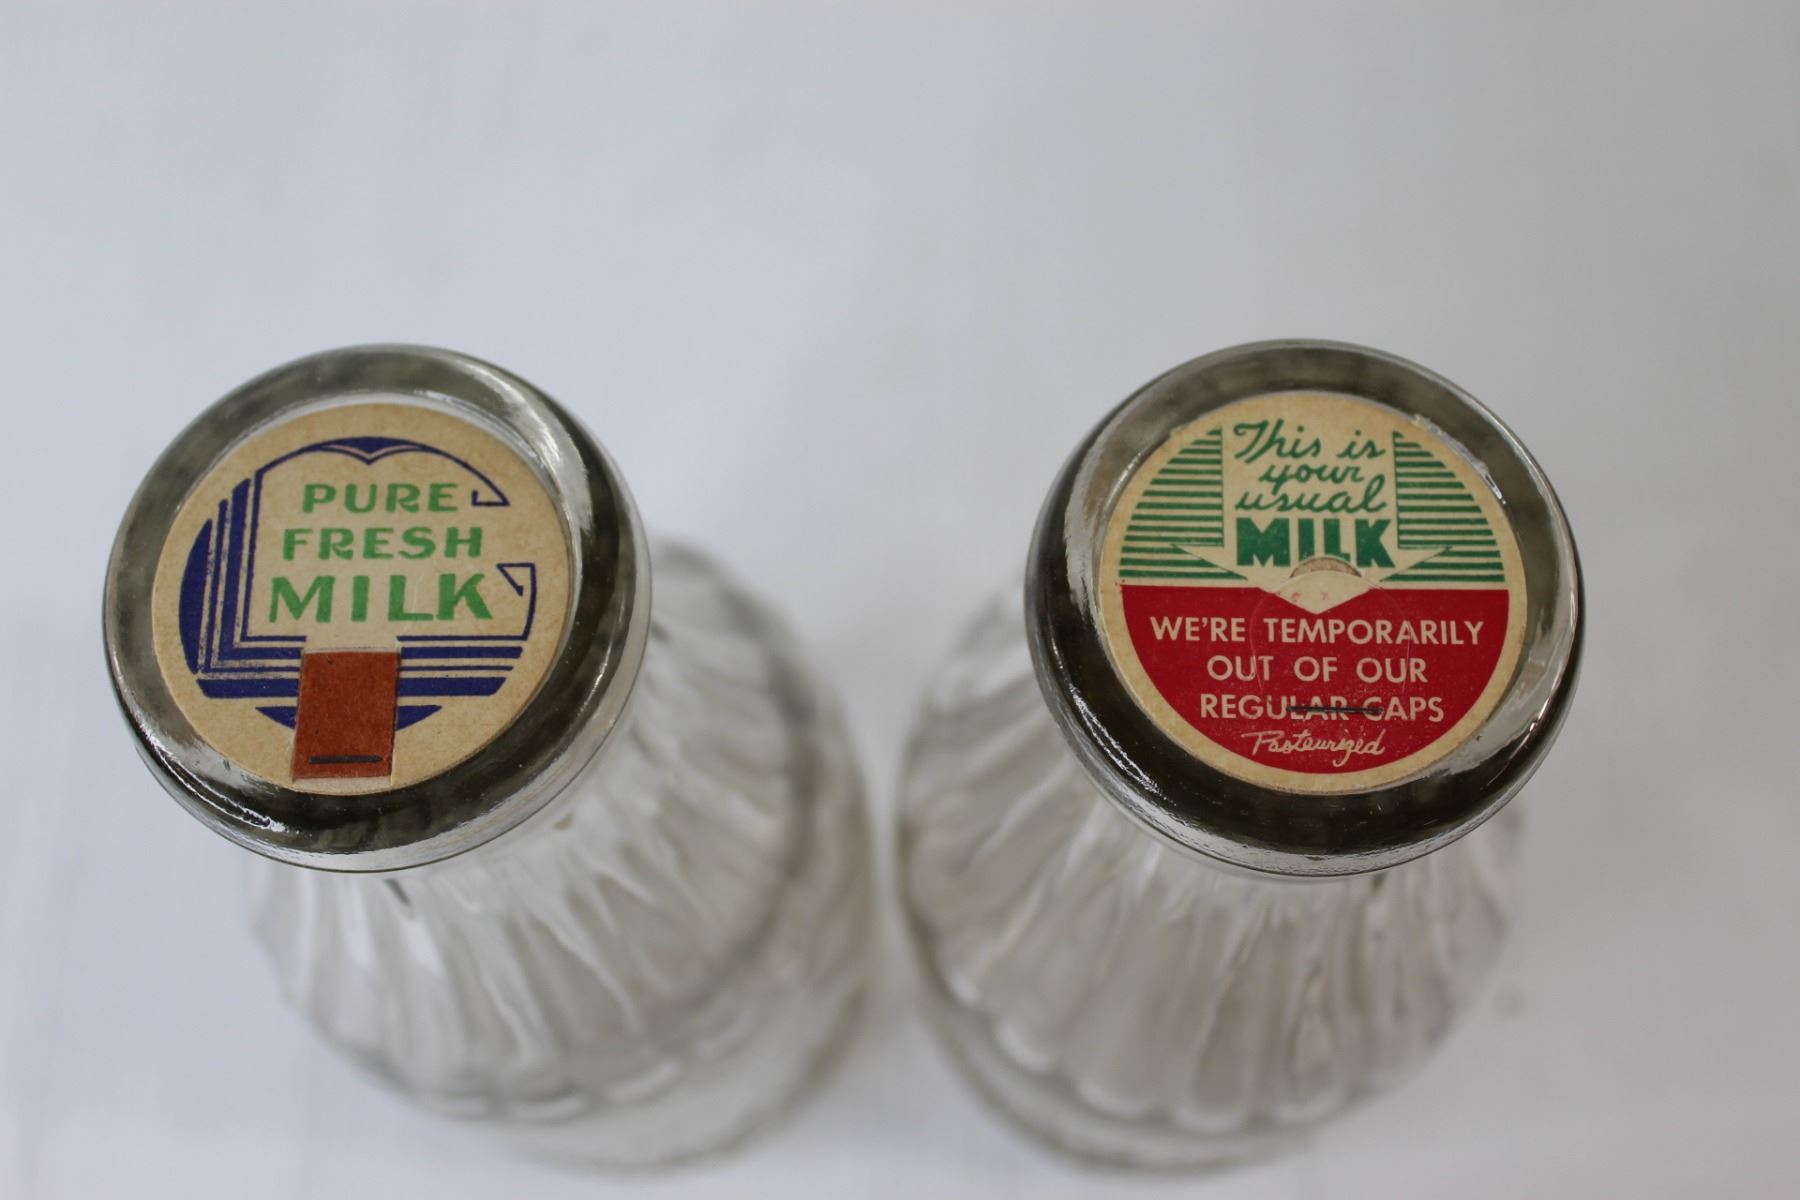 PURE
FRESH
MILK
This is
your
usual
MILK
WE'RE TEMPORARILY
OUT OF OUR
REGULAR CAPS
Pasteurized